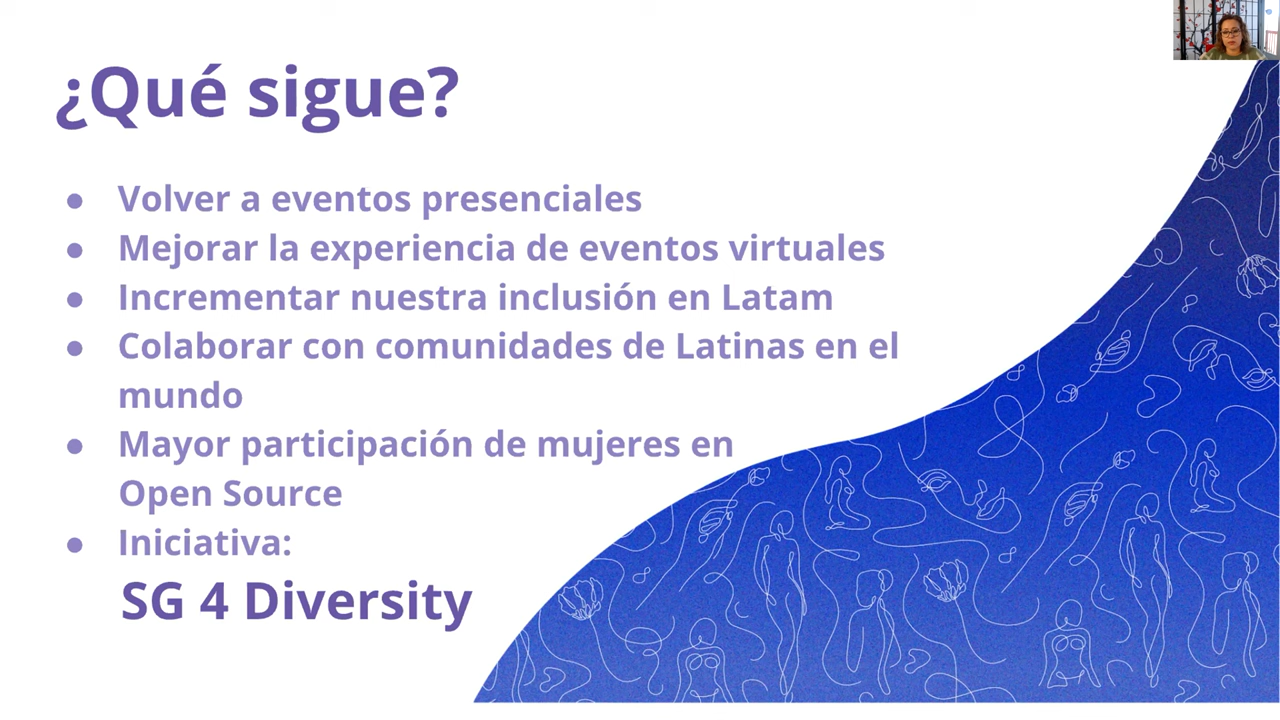 ¿Qué sigue?
● Volver a eventos presenciales
● Mejorar la experiencia de eventos virtuales
● Incrementar nuestra inclusión en Latam
● Colaborar con comunidades de Latinas en el
mundo
● Mayor participación de mujeres en
Open Source
● Iniciativa:
SG 4 Diversity